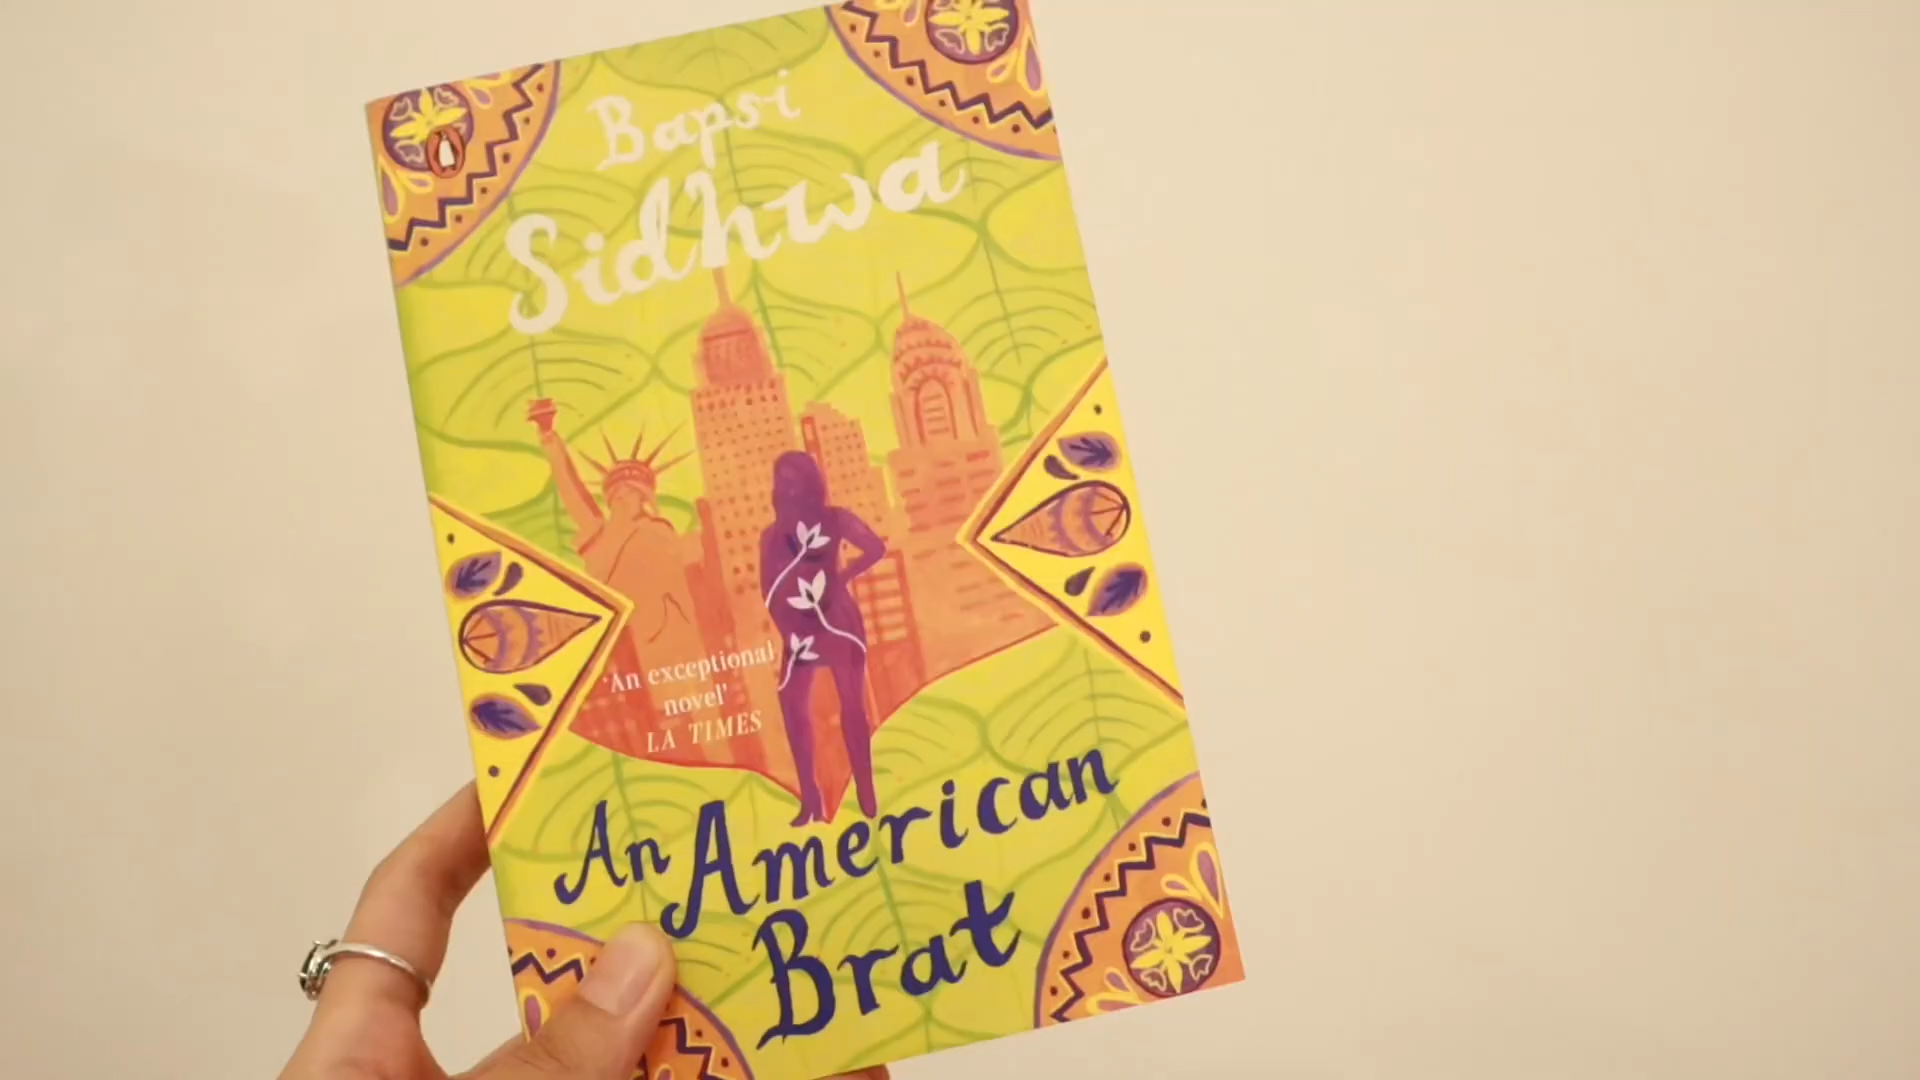 Bapsi
Sidhwa
'An exceptional
novel'
LA TIMES
An American
Brat